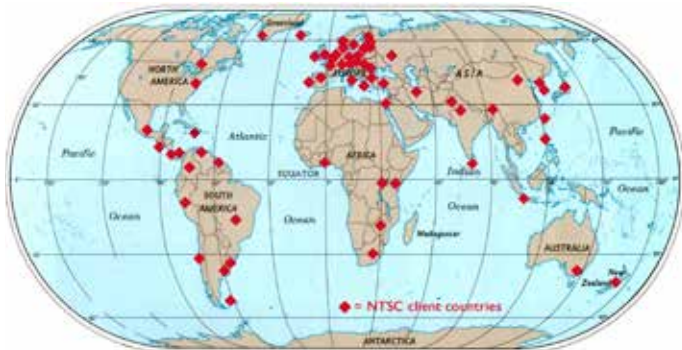 Greenland
NORTH
AMERICA
EUROPE
ASIA
Atlantic
Pacific
Pacific
AFRICA
EQUATOR
Indian
SOUTH
AMERICA
Ocean
Ocean
Ocean
Ocean
Madagascar
AUSTRALIA
New
Zealand
= NTSC client countries
ANTARCTICA